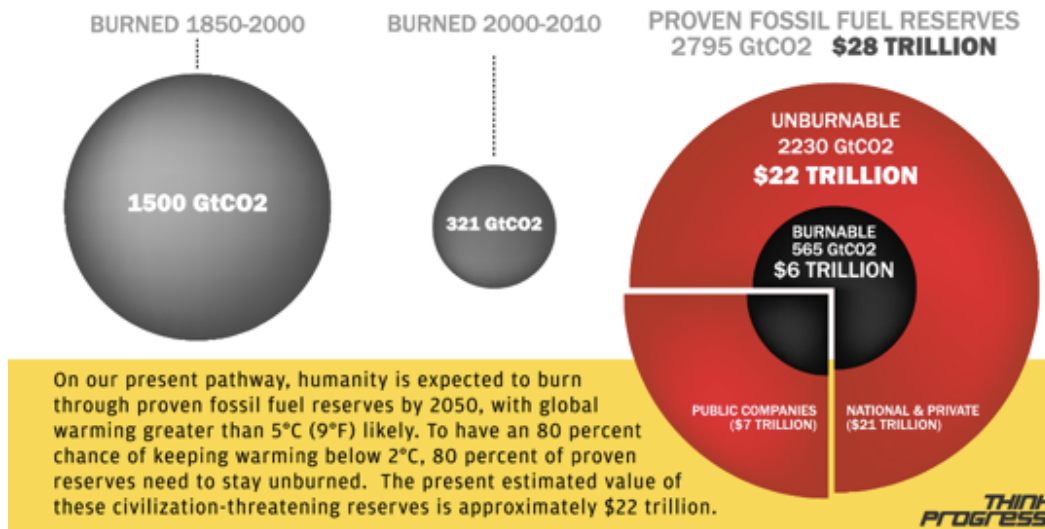 BURNED 1850-2000
BURNED 2000-2010
PROVEN FOSSIL FUEL RESERVES
2795 GtCO2 $28 TRILLION
1500 GtCO2
321 GtCO2
UNBURNABLE
2230 GtCO2
$22 TRILLION
BURNABLE
565 GtCO2
$6 TRILLION
PUBLIC COMPANIES
($7 TRILLION)
NATIONAL & PRIVATE
($21 TRILLION)
On our present pathway, humanity is expected to burn
through proven fossil fuel reserves by 2050, with global
warming greater than 5°C (9°F) likely. To have an 80 percent
chance of keeping warming below 2°C, 80 percent of proven
reserves need to stay unburned. The present estimated value of
these civilization-threatening reserves is approximately $22 trillion.
THINK
PROGRESS